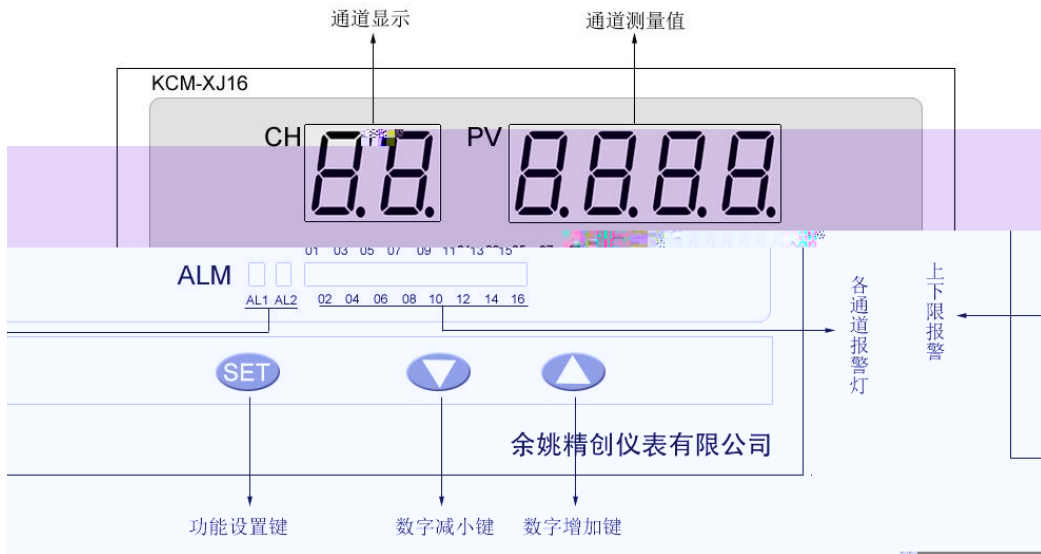 通道显示 通道测量值
KCM-XJ16
CH PV
01 03 05 07 09 11 13 15
ALM
AL1 AL2 02 04 06 08 10 12 14 16
各通道报警灯
上下限报警
SET
余姚精创仪表有限公司
功能设置键 数字减小键 数字增加键